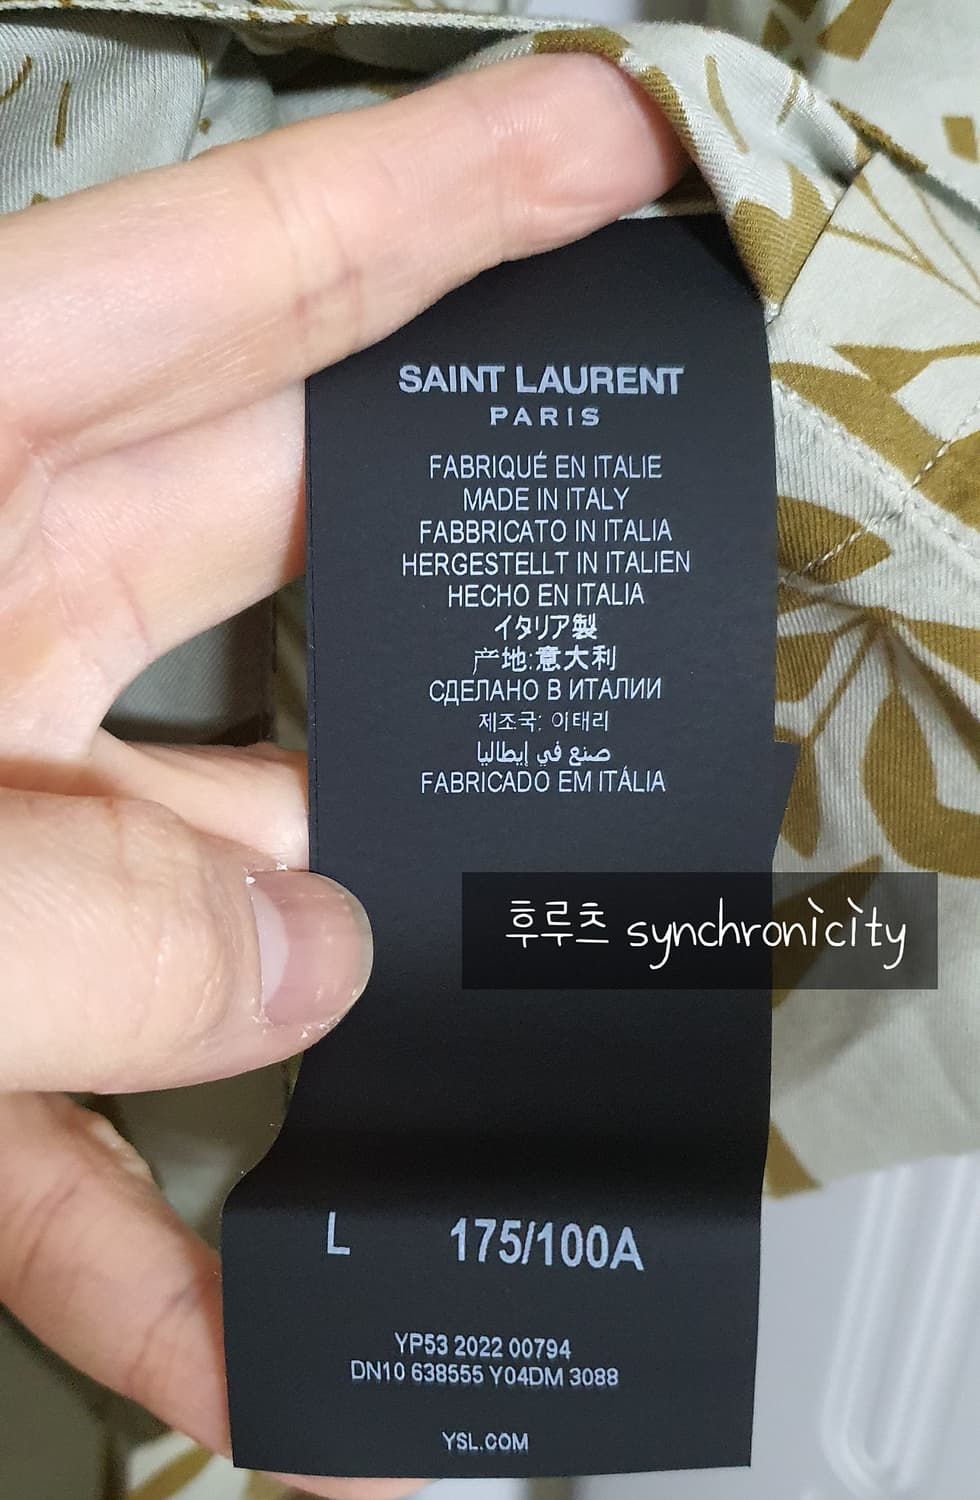 SAINT LAURENT
PARIS
FABRIQUÉ EN ITALIE
MADE IN ITALY
FABBRICATO IN ITALIA
HERGESTELLT IN ITALIEN
HECHO EN ITALIA
イタリア製
产地:意大利
СДЕЛАНО В ИТАЛИИ
제조국: 이태리
صنع في إيطاليا
FABRICADO EM ITÁLIA
후루츠 synchronicity
L 175/100A
YP53 2022 00794
DN10 638555 Y04DM 3088
YSL.COM